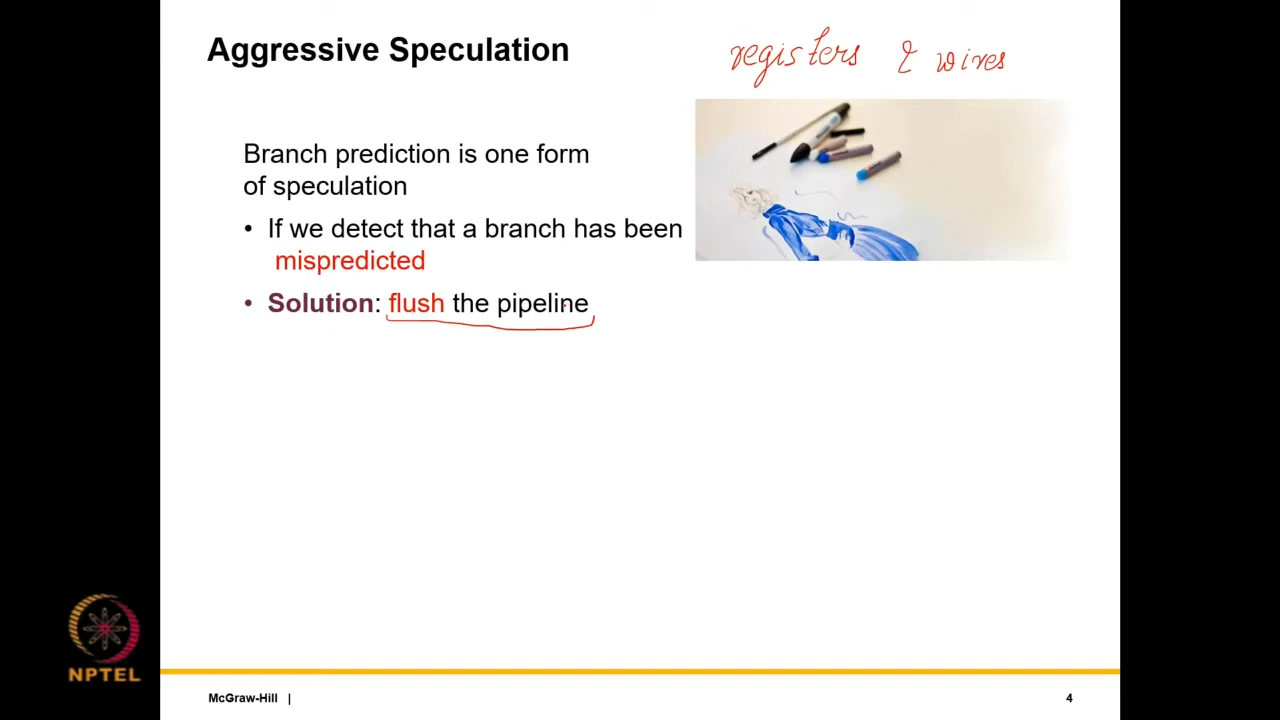 Aggressive Speculation
registers & wires
Branch prediction is one form
of speculation
• If we detect that a branch has been
mispredicted
• Solution: flush the pipeline
NPTEL
McGraw-Hill |
4